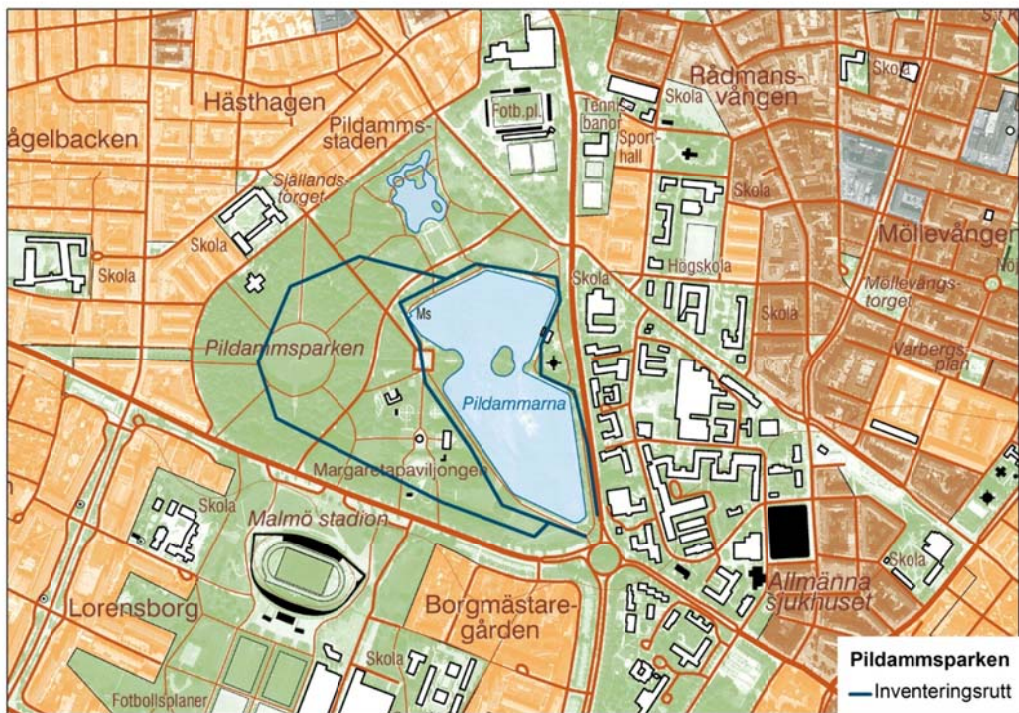 Hästhagen
ågelbacken
Pildamms-
staden
Själlands-
torget
Skola
Skola
Fotb.pl.
Tennis
banor
Sport-
hall
Skola
Rådmans-
vången
Skola
Skola
Möllevången
Möllevångs-
torget
Nöj
Varbergs-
plan
Högskola
Skola
Skola
Ms
Pildammsparken
Pildammarna
Margaretapaviljongen
Skola
Malmö stadion
Lorensborg
Borgmästare-
gården
Allmänna
sjukhuset
Skola
Skola
Fotbollsplaner
Pildammsparken
Inventeringsrutt